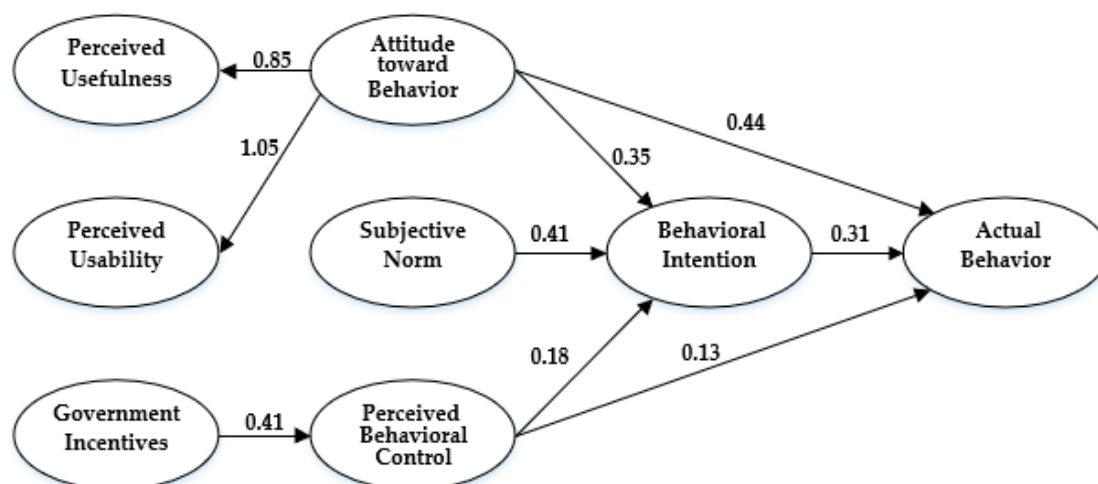 Perceived
Usefulness
0.85
Attitude
toward
Behavior
0.44
1.05
0.35
Perceived
Usability
Subjective
Norm
0.41
Behavioral
Intention
0.31
Actual
Behavior
0.18
0.13
Government
Incentives
0.41
Perceived
Behavioral
Control